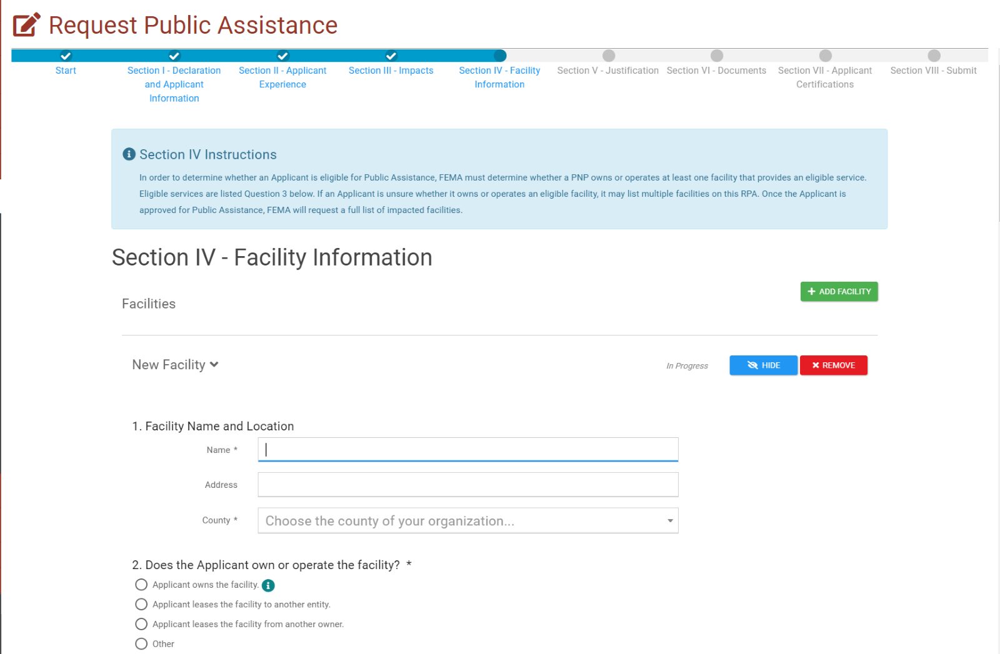 Request Public Assistance
Start
Section I - Declaration
and Applicant
Information
Section II - Applicant
Experience
Section III - Impacts
Section IV - Facility
Information
Section V - Justification
Section VI - Documents
Section VII - Applicant
Certifications
Section VIII - Submit
Section IV Instructions
In order to determine whether an Applicant is eligible for Public Assistance, FEMA must determine whether a PNP owns or operates at least one facility that provides an eligible service.
Eligible services are listed Question 3 below. If an Applicant is unsure whether it owns or operates an eligible facility, it may list multiple facilities on this RPA. Once the Applicant is
approved for Public Assistance, FEMA will request a full list of impacted facilities.
Section IV - Facility Information
ADD FACILITY
Facilities
New Facility
In Progress
HIDE
REMOVE
1. Facility Name and Location
Name *
Address
County *
Choose the county of your organization...
2. Does the Applicant own or operate the facility? *
Applicant owns the facility.
Applicant leases the facility to another entity.
Applicant leases the facility from another owner.
Other